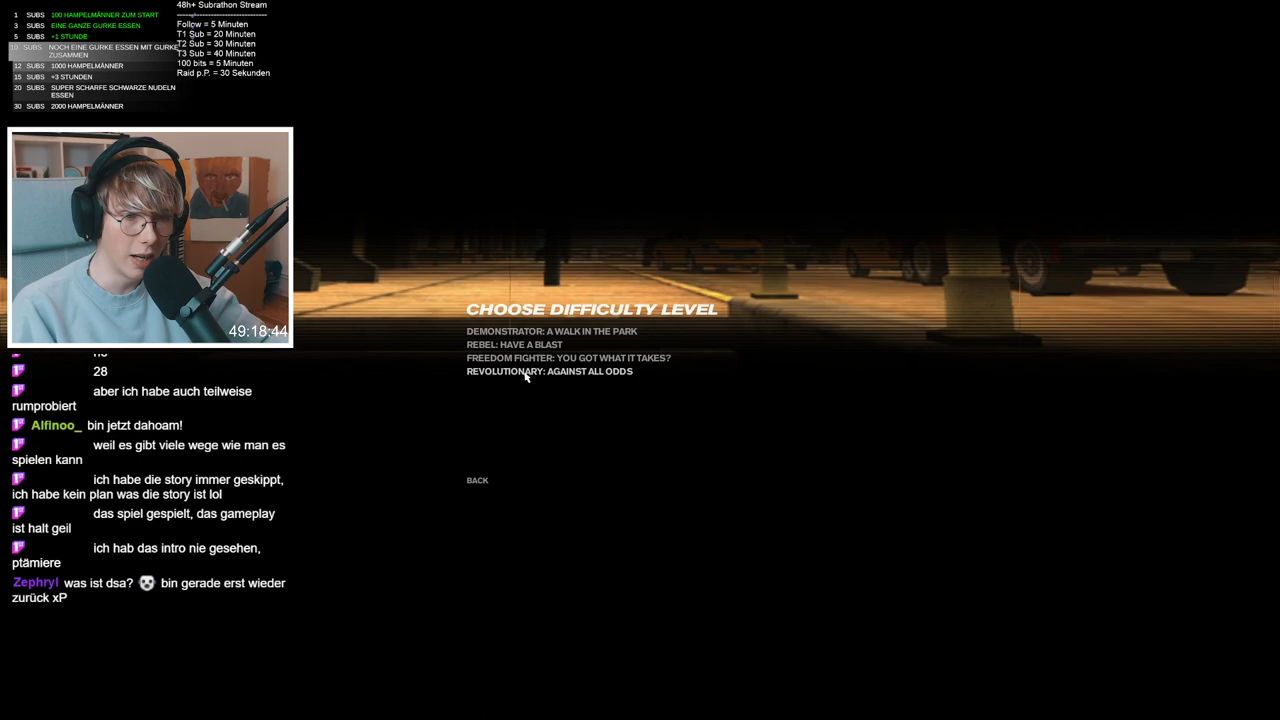 48h+ Subrathon Stream
Follow = 5 Minuten
T1 Sub = 20 Minuten
T2 Sub = 30 Minuten
T3 Sub = 40 Minuten
100 bits = 5 Minuten
Raid p.P. = 30 Sekunden
1 SUBS 100 HAMPELMÄNNER ZUM START
3 SUBS EINE GANZE GURKE ESSEN
5 SUBS +1 STUNDE
10 SUBS NOCH EINE GURKE ESSEN MIT GURKE
ZUSAMMEN
12 SUBS 1000 HAMPELMÄNNER
15 SUBS +3 STUNDEN
20 SUBS SUPER SCHARFE SCHWARZE NUDELN
ESSEN
30 SUBS 2000 HAMPELMÄNNER
49:18:44
28
aber ich habe auch teilweise
rumprobiert
Alfinoo_ bin jetzt dahoam!
weil es gibt viele wege wie man es
spielen kann
ich habe die story immer geskippt,
ich habe kein plan was die story ist lol
das spiel gespielt, das gameplay
ist halt geil
ich hab das intro nie gesehen,
ptämiere
Zephryl was ist dsa? bin gerade erst wieder
zurück xP
CHOOSE DIFFICULTY LEVEL
DEMONSTRATOR: A WALK IN THE PARK
REBEL: HAVE A BLAST
FREEDOM FIGHTER: YOU GOT WHAT IT TAKES?
REVOLUTIONARY: AGAINST ALL ODDS
BACK